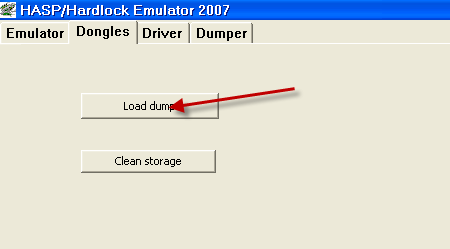 HASP/Hardlock Emulator 2007
Emulator Dongles Driver Dumper
Load dump
Clean storage